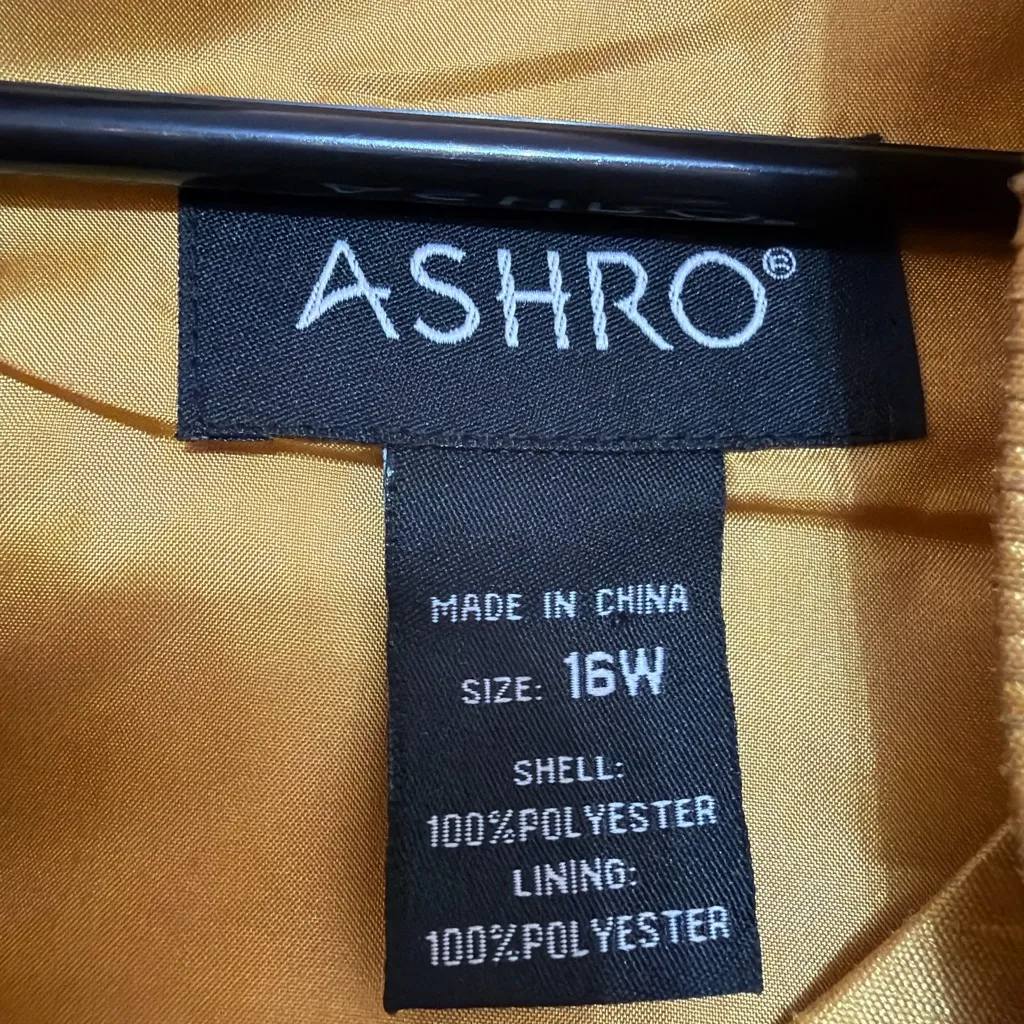 ASHRO®
MADE IN CHINA
SIZE: 16W
SHELL:
100%POLYESTER
LINING:
100%POLYESTER